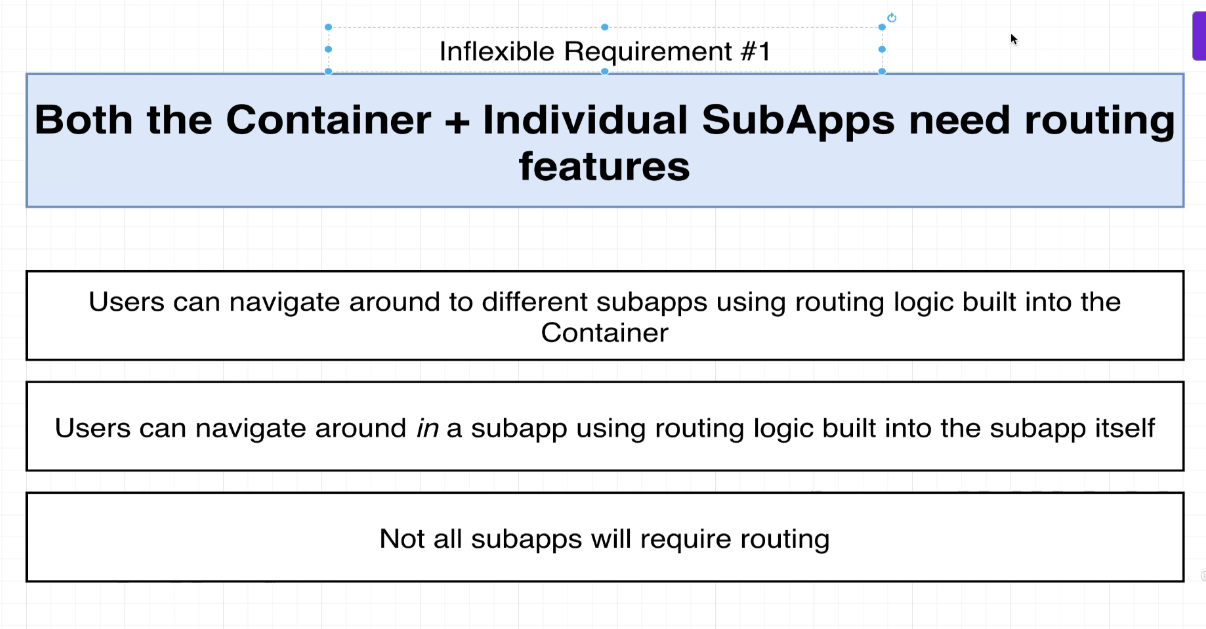 Inflexible Requirement #1
Both the Container + Individual SubApps need routing
features
Users can navigate around to different subapps using routing logic built into the
Container
Users can navigate around in a subapp using routing logic built into the subapp itself
Not all subapps will require routing